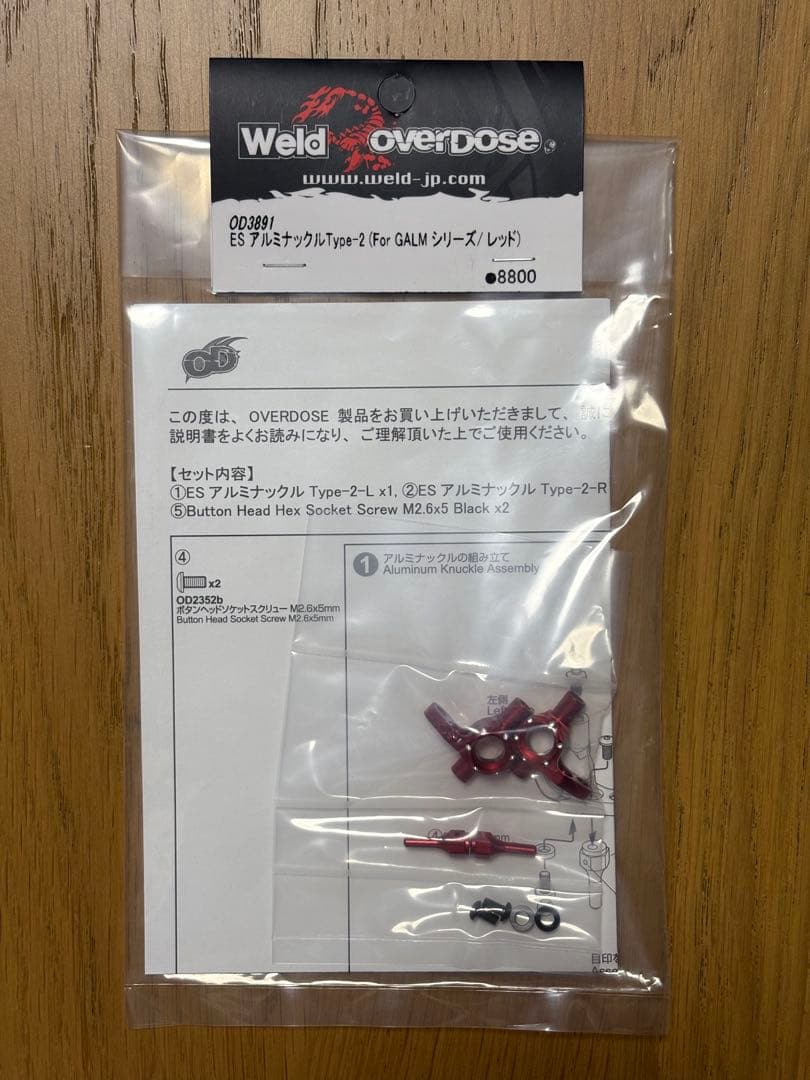 Weld OVERDOSE
www.weld-jp.com
OD3891
ES アルミナックルType-2 (For GALM シリーズ/ レッド)
●8800
OD
この度は、 OVERDOSE 製品をお買い上げいただきまして、 誠に
説明書をよくお読みになり、 ご理解頂いた上でご使用ください。
【セット内容】
①ES アルミナックル Type-2-L x1, ②ES アルミナックル Type-2-R
⑤Button Head Hex Socket Screw M2.6x5 Black x2
④
x2
OD2352b
ボタンヘッドソケットスクリュー M2.6x5mm
Button Head Socket Screw M2.6x5mm
1 アルミナックルの組み立て
Aluminum Knuckle Assembly
左側
④
目印を